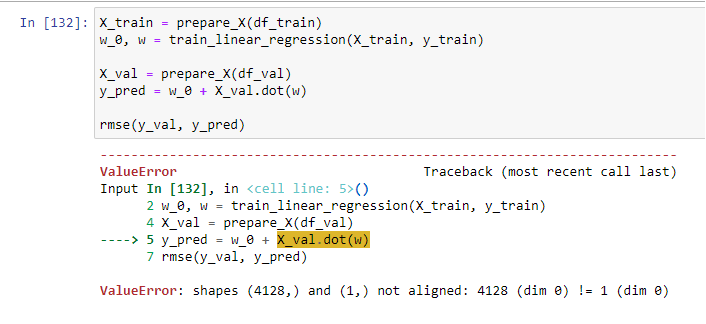 In [132]: X_train = prepare_X(df_train)
w_0, w = train_linear_regression(X_train, y_train)
X_val = prepare_X(df_val)
y_pred = w_0 + X_val.dot(w)
rmse(y_val, y_pred)
---------------------------------------------------------------------------
ValueError Traceback (most recent call last)
Input In [132], in <cell line: 5>()
2 w_0, w = train_linear_regression(X_train, y_train)
4 X_val = prepare_X(df_val)
----> 5 y_pred = w_0 + X_val.dot(w)
7 rmse(y_val, y_pred)
ValueError: shapes (4128,) and (1,) not aligned: 4128 (dim 0) != 1 (dim 0)